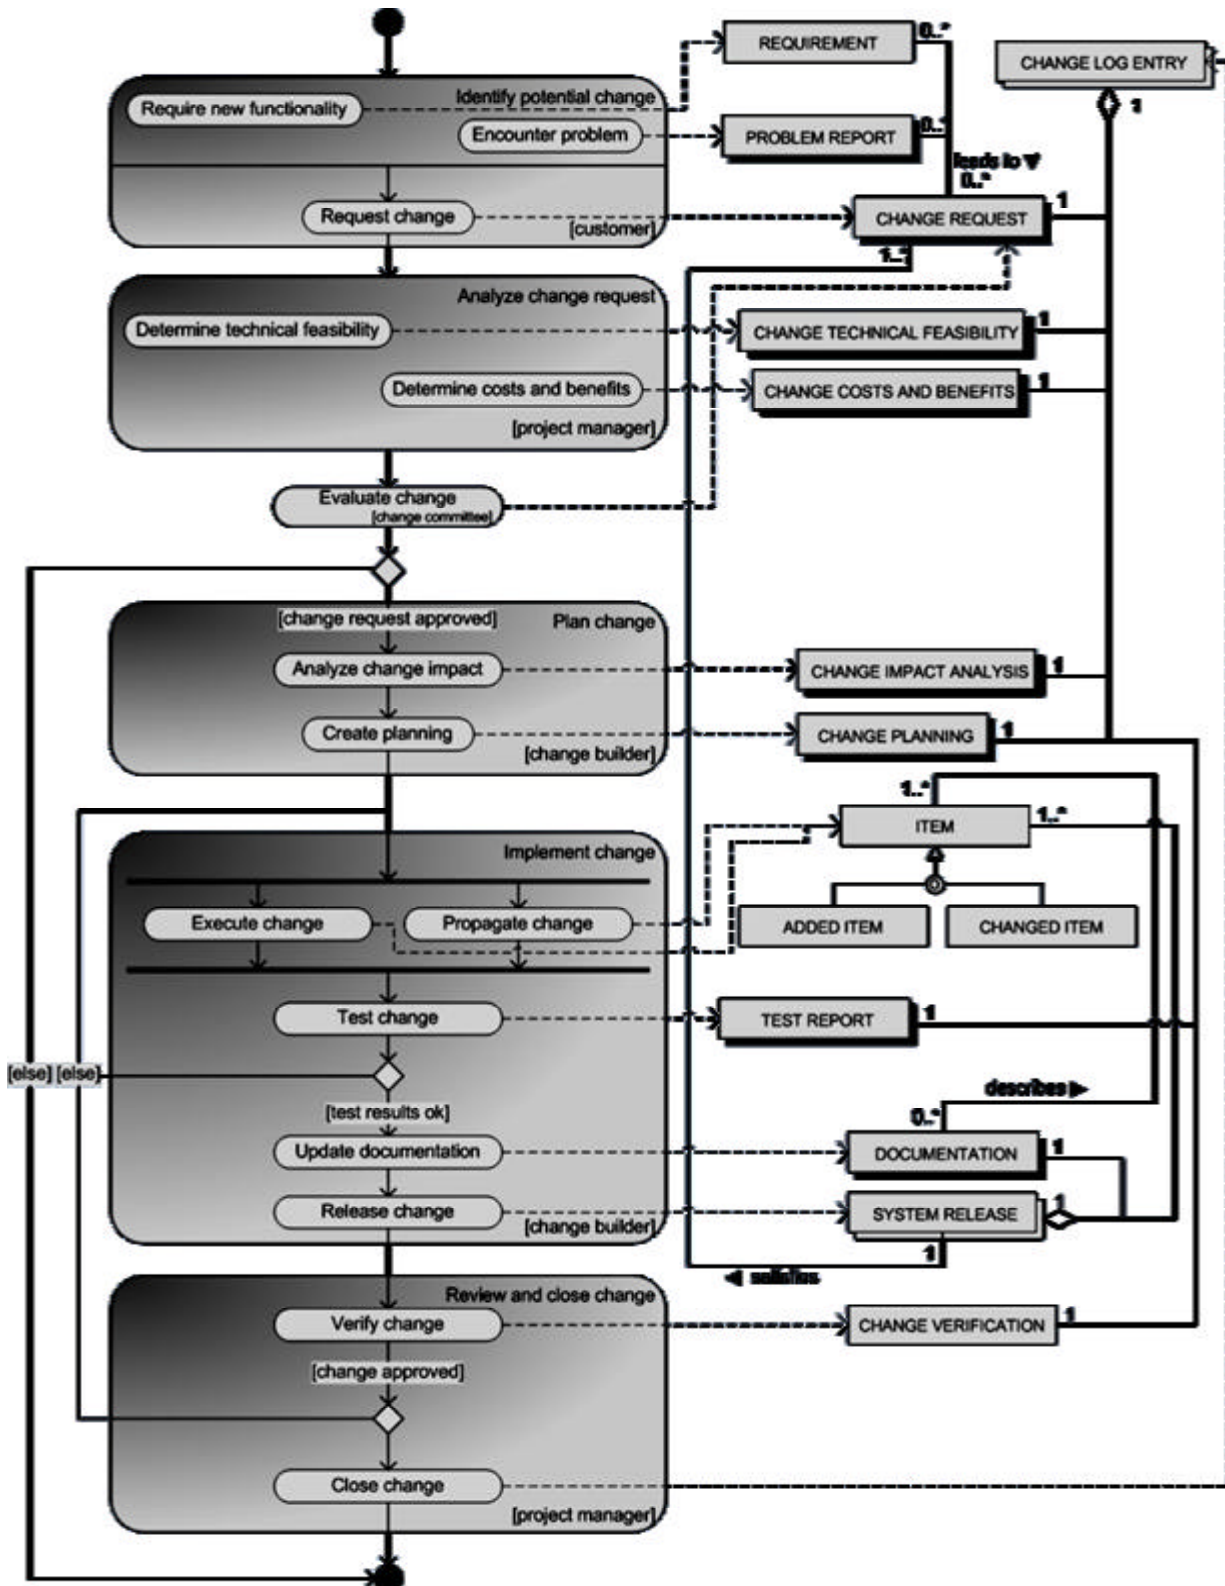 REQUIREMENT
0..*
CHANGE LOG ENTRY
1
Identify potential change
Require new functionality
Encounter problem
PROBLEM REPORT
0..*
leads to
0..*
Request change
[customer]
CHANGE REQUEST
1
1..*
Analyze change request
Determine technical feasibility
CHANGE TECHNICAL FEASIBILITY
1
Determine costs and benefits
CHANGE COSTS AND BENEFITS
1
[project manager]
Evaluate change
[change committee]
[change request approved]
Plan change
Analyze change impact
CHANGE IMPACT ANALYSIS
1
Create planning
CHANGE PLANNING
1
[change builder]
1..*
ITEM
1..*
Implement change
Execute change
Propagate change
ADDED ITEM
CHANGED ITEM
Test change
TEST REPORT
1
[else] [else]
describes ▶
[test results ok]
0..*
Update documentation
DOCUMENTATION
1
Release change
SYSTEM RELEASE
1
[change builder]
1
◀ satisfies
Review and close change
Verify change
CHANGE VERIFICATION
1
[change approved]
Close change
[project manager]